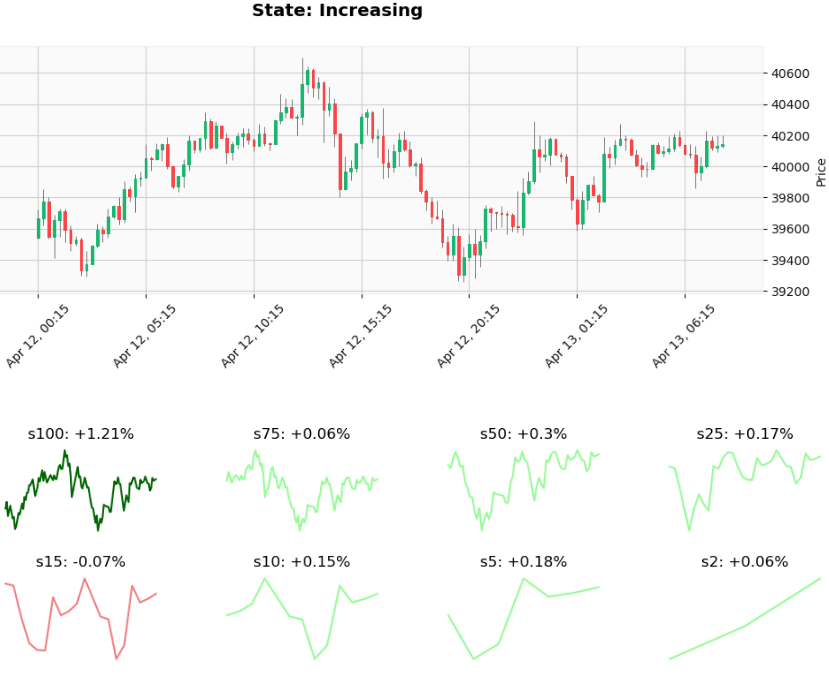 State: Increasing
40600
40400
40200
40000
39800
39600
39400
39200
Price
Apr 12, 00:15
Apr 12, 05:15
Apr 12, 10:15
Apr 12, 15:15
Apr 12, 20:15
Apr 13, 01:15
Apr 13, 06:15
s100: +1.21%
s75: +0.06%
s50: +0.3%
s25: +0.17%
s15: -0.07%
s10: +0.15%
s5: +0.18%
s2: +0.06%